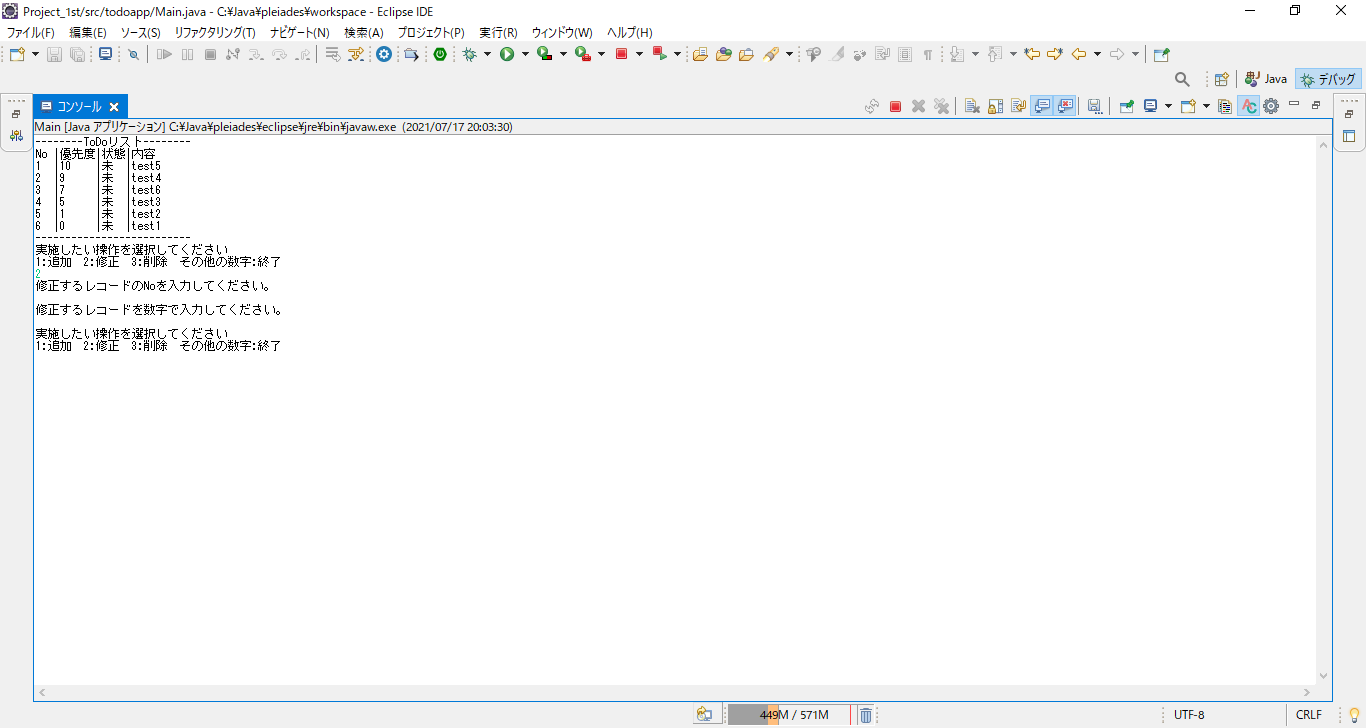 Project_1st/src/todoapp/Main.java - C:¥Java¥pleiades¥workspace - Eclipse IDE
ファイル(F) 編集(E) ソース(S) リファクタリング(T) ナビゲート(N) 検索(A) プロジェクト(P) 実行(R) ウィンドウ(W) ヘルプ(H)
Java デバッグ
コンソール
Main [Java アプリケーション] C:¥Java¥pleiades¥eclipse¥jre¥bin¥javaw.exe (2021/07/17 20:03:30)
--------ToDoリスト--------
No |優先度|状態|内容
1 |10 |未 |test5
2 |9 |未 |test4
3 |7 |未 |test6
4 |5 |未 |test3
5 |1 |未 |test2
6 |0 |未 |test1
--------------------------
実施したい操作を選択してください
1:追加 2:修正 3:削除 その他の数字:終了
2
修正するレコードのNoを入力してください。
修正するレコードを数字で入力してください。
実施したい操作を選択してください
1:追加 2:修正 3:削除 その他の数字:終了
449M / 571M UTF-8 CRLF